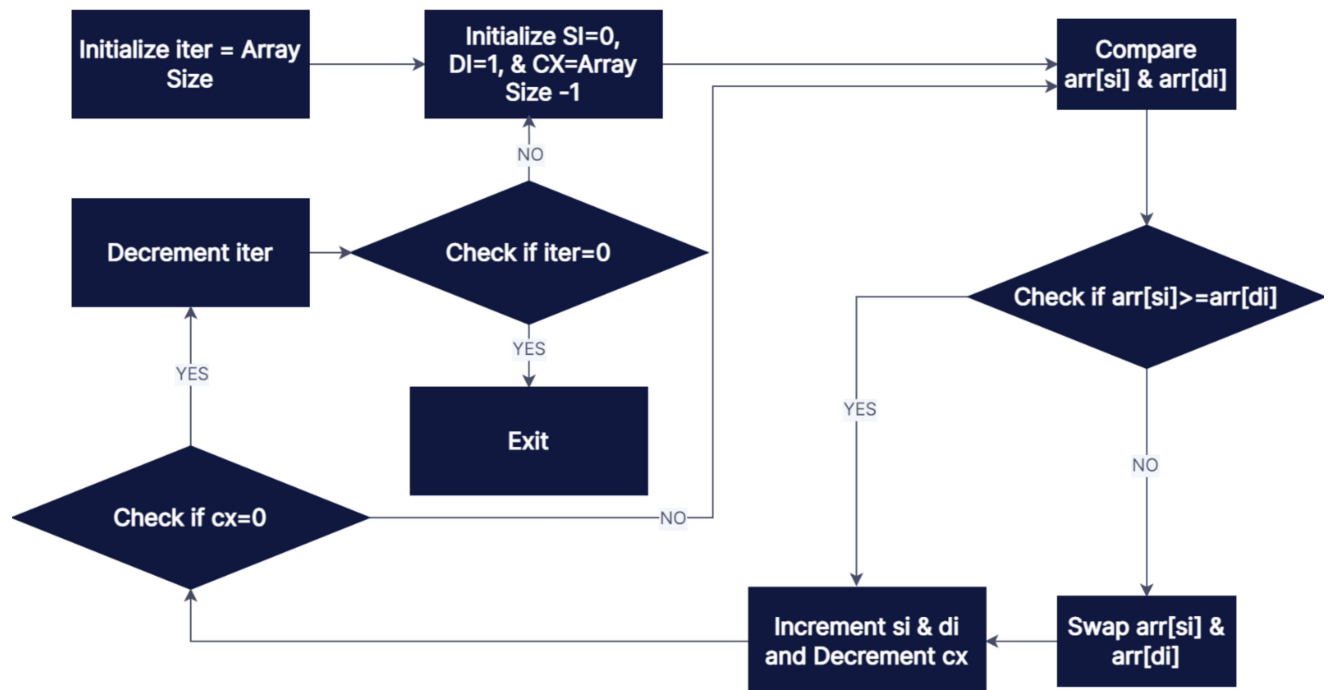 Initialize iter = Array
Size
Initialize SI=0,
DI=1, & CX=Array
Size -1
Compare
arr[si] & arr[di]
NO
Decrement iter
Check if iter=0
Check if arr[si]>=arr[di]
YES
YES
Exit
YES
NO
Check if cx=0
NO
Increment si & di
and Decrement cx
Swap arr[si] &
arr[di]